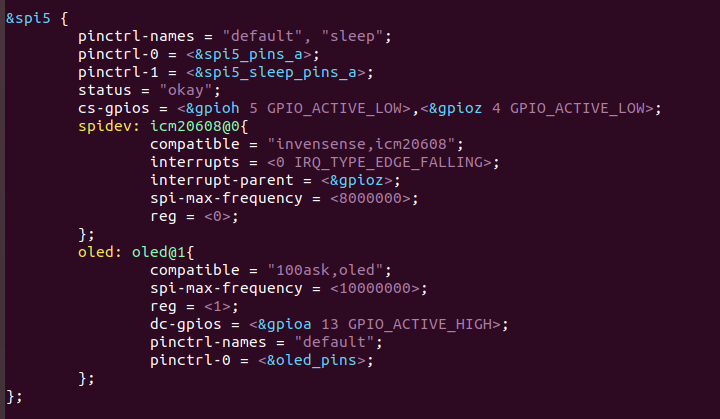 &spi5 {
        pinctrl-names = "default", "sleep";
        pinctrl-0 = <&spi5_pins_a>;
        pinctrl-1 = <&spi5_sleep_pins_a>;
        status = "okay";
        cs-gpios = <&gpioh 5 GPIO_ACTIVE_LOW>,<&gpioz 4 GPIO_ACTIVE_LOW>;
        spidev: icm20608@0{
                compatible = "invensense,icm20608";
                interrupts = <0 IRQ_TYPE_EDGE_FALLING>;
                interrupt-parent = <&gpioz>;
                spi-max-frequency = <8000000>;
                reg = <0>;
        };
        oled: oled@1{
                compatible = "100ask,oled";
                spi-max-frequency = <10000000>;
                reg = <1>;
                dc-gpios = <&gpioa 13 GPIO_ACTIVE_HIGH>;
                pinctrl-names = "default";
                pinctrl-0 = <&oled_pins>;
        };
};